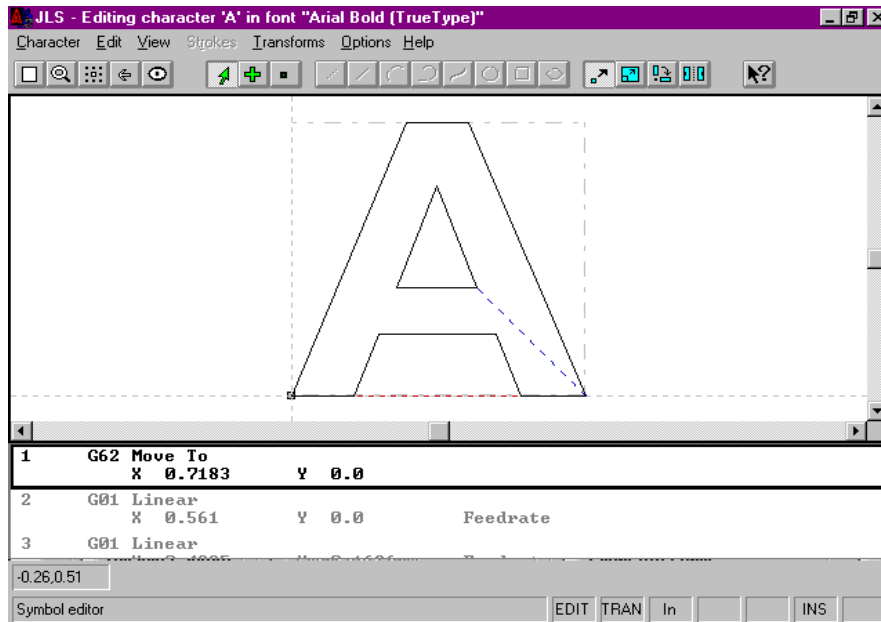 JLS - Editing character 'A' in font "Arial Bold (TrueType)"
Character Edit View Strokes Transforms Options Help
1 G62 Move To
X 0.7183 Y 0.0
2 G01 Linear
X 0.561 Y 0.0 Feedrate
3 G01 Linear
-0.26,0.51
Symbol editor EDIT TRAN In INS